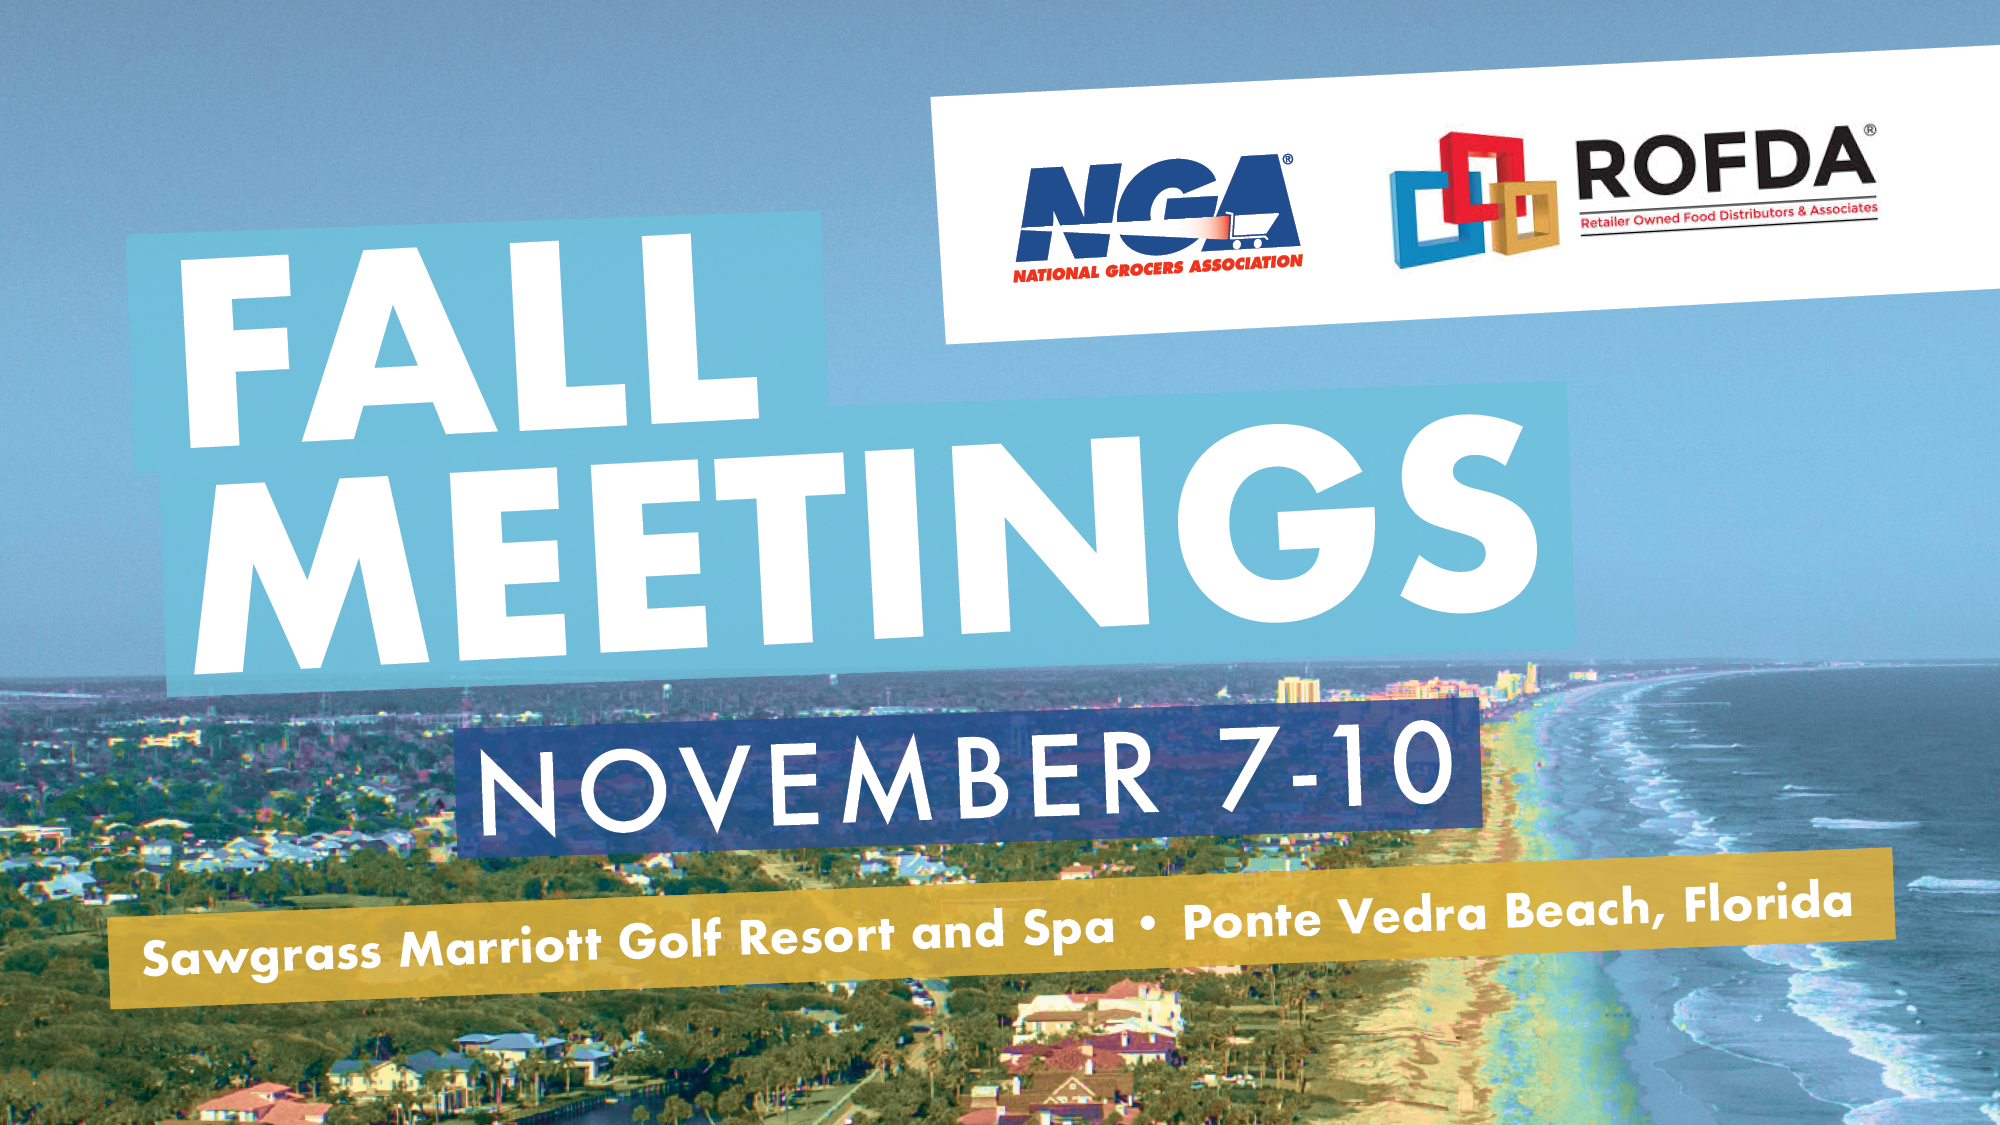 NGA®
NATIONAL GROCERS ASSOCIATION
ROFDA®
Retailer Owned Food Distributors & Associates
FALL
MEETINGS
NOVEMBER 7-10
Sawgrass Marriott Golf Resort and Spa • Ponte Vedra Beach, Florida